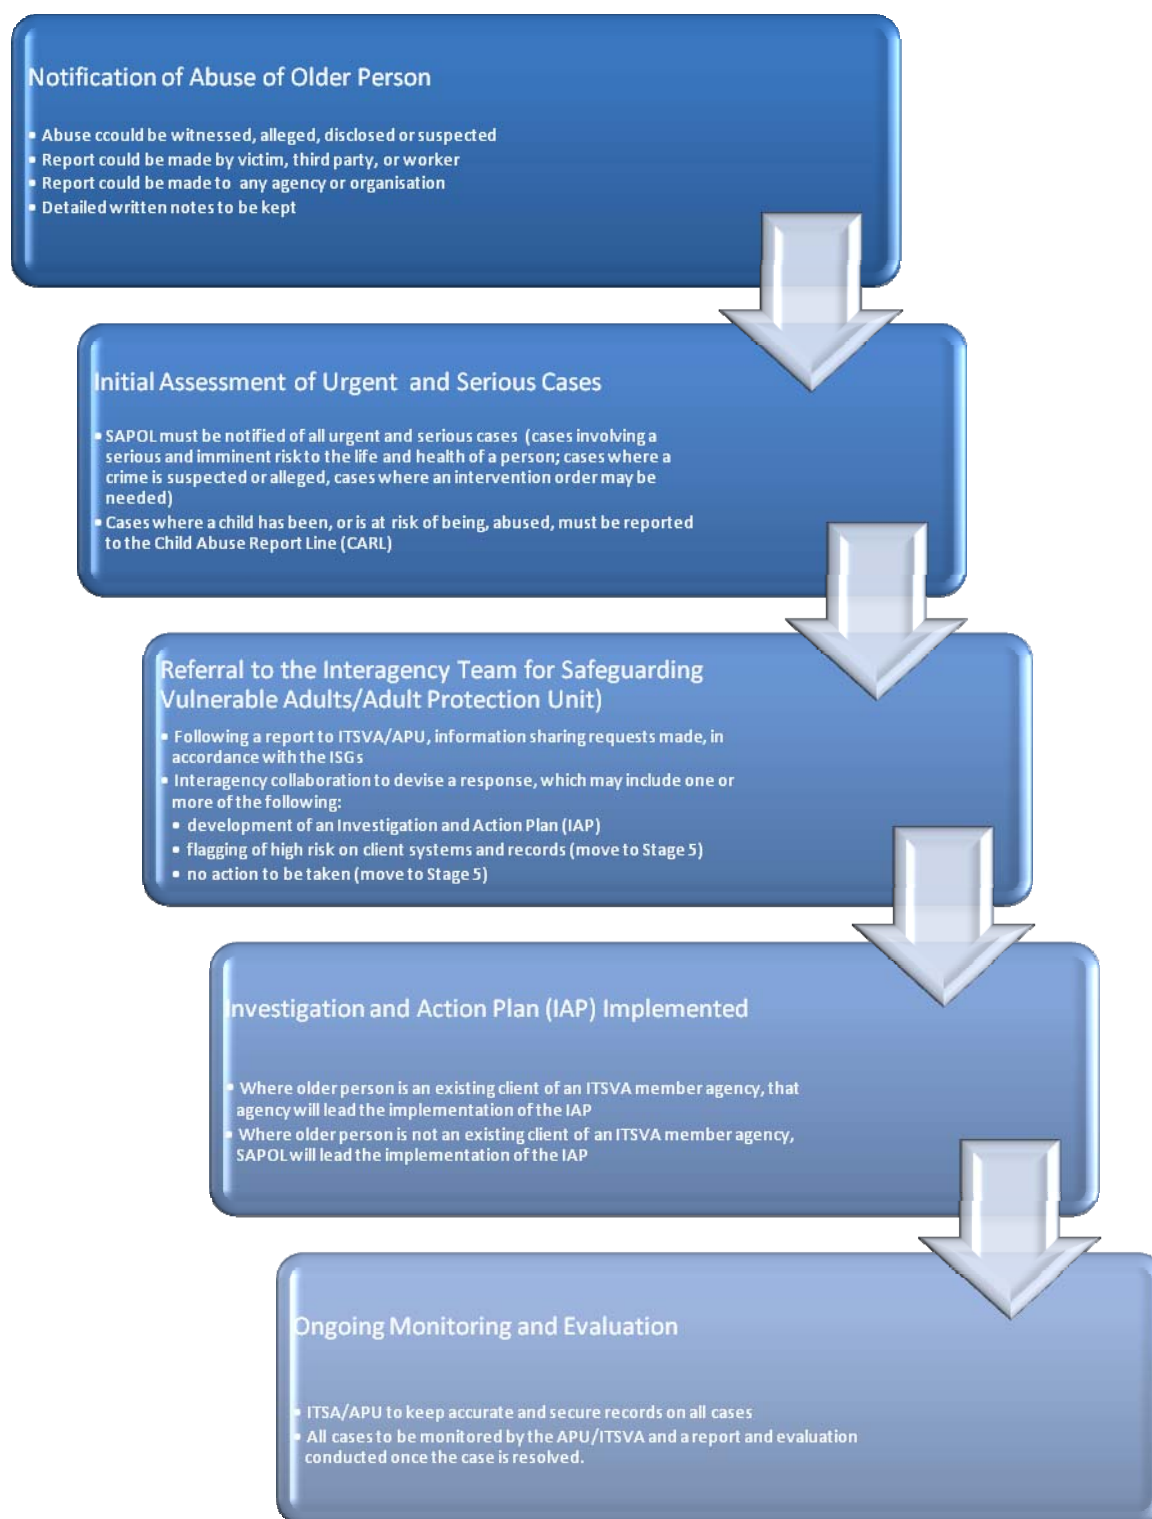 Notification of Abuse of Older Person
• Abuse ccould be witnessed, alleged, disclosed or suspected
• Report could be made by victim, third party, or worker
• Report could be made to any agency or organisation
• Detailed written notes to be kept
Initial Assessment of Urgent and Serious Cases
• SAPOL must be notified of all urgent and serious cases (cases involving a
serious and imminent risk to the life and health of a person; cases where a
crime is suspected or alleged, cases where an intervention order may be
needed)
• Cases where a child has been, or is at risk of being, abused, must be reported
to the Child Abuse Report Line (CARL)
Referral to the Interagency Team for Safeguarding
Vulnerable Adults/Adult Protection Unit)
• Following a report to ITSVA/APU, information sharing requests made, in
accordance with the ISGs
• Interagency collaboration to devise a response, which may include one or
more of the following:
• development of an Investigation and Action Plan (IAP)
• flagging of high risk on client systems and records (move to Stage 5)
• no action to be taken (move to Stage 5)
Investigation and Action Plan (IAP) Implemented
• Where older person is an existing client of an ITSVA member agency, that
agency will lead the implementation of the IAP
• Where older person is not an existing client of an ITSVA member agency,
SAPOL will lead the implementation of the IAP
Ongoing Monitoring and Evaluation
• ITSA/APU to keep accurate and secure records on all cases
• All cases to be monitored by the APU/ITSVA and a report and evaluation
conducted once the case is resolved.